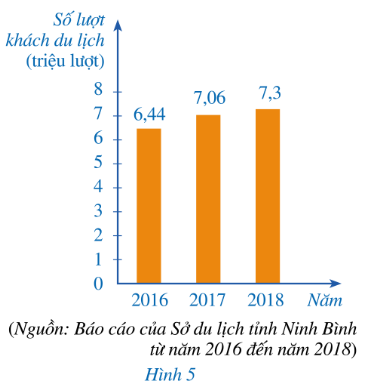 Số lượt
khách du lịch
(triệu lượt)
8
7
6
5
4
3
2
1
0
6,44
7,06
7,3
2016 2017 2018 Năm
(Nguồn: Báo cáo của Sở du lịch tỉnh Ninh Bình
từ năm 2016 đến năm 2018)
Hình 5